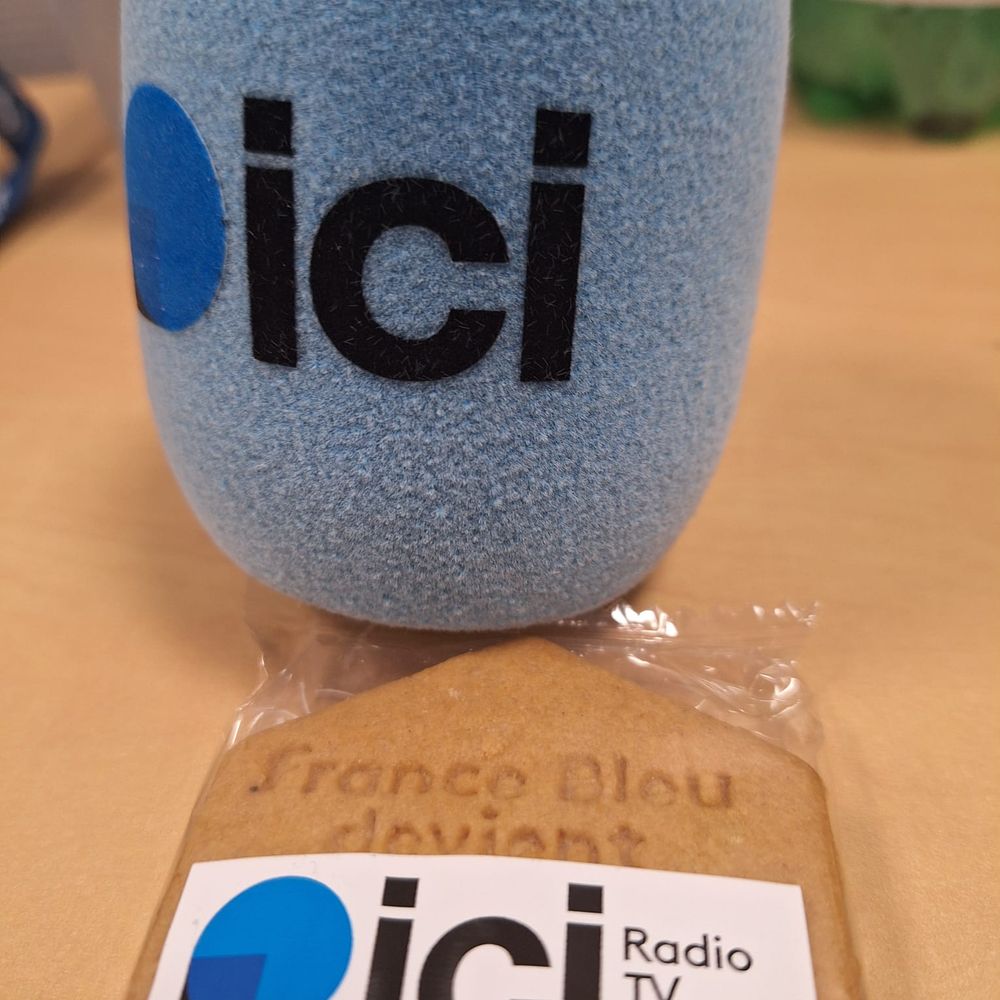 ici
France Bleu
devient
ici
Radio
TV